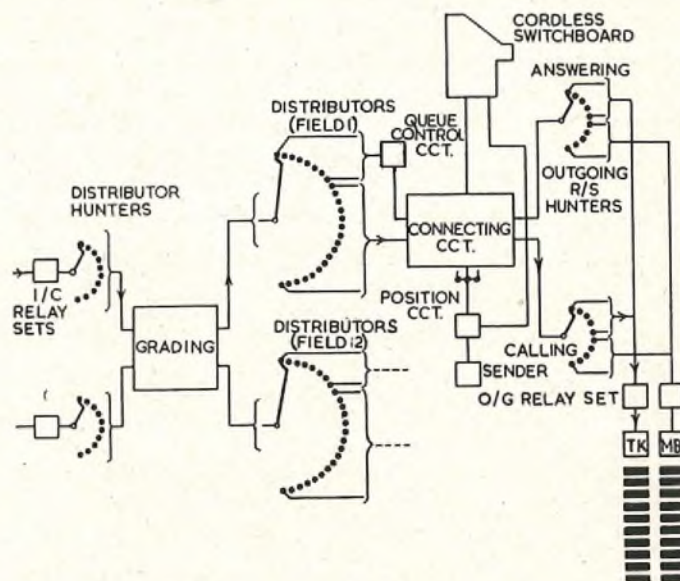 CORDLESS
SWITCHBOARD
ANSWERING
DISTRIBUTORS
(FIELD 1)
QUEUE
CONTROL
CCT.
DISTRIBUTOR
HUNTERS
OUTGOING
R/S
HUNTERS
CONNECTING
CCT.
I/C
RELAY
SETS
GRADING
DISTRIBUTORS
(FIELD 12)
POSITION
CCT.
CALLING
SENDER
O/G RELAY SET
TK
MB